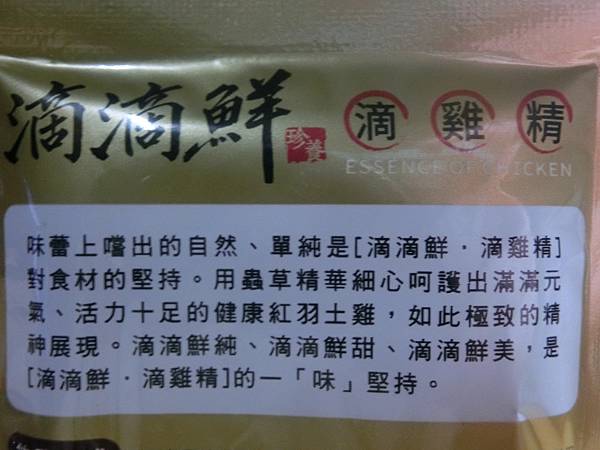 滴滴鮮
珍養
滴雞精
ESSENCE OF CHICKEN
味蕾上嚐出的自然、單純是[滴滴鮮．滴雞精]
對食材的堅持。用蟲草精華細心呵護出滿滿元
氣、活力十足的健康紅羽土雞，如此極致的精
神展現。滴滴鮮純、滴滴鮮甜、滴滴鮮美，是
[滴滴鮮．滴雞精]的一「味」堅持。